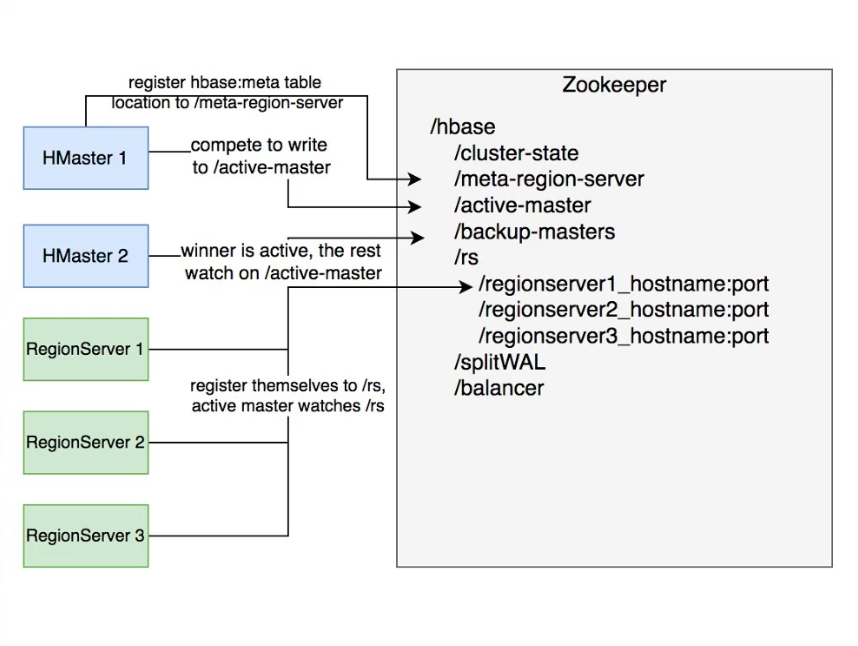 register hbase:meta table
location to /meta-region-server
HMaster 1
compete to write
to /active-master
HMaster 2
winner is active, the rest
watch on /active-master
RegionServer 1
register themselves to /rs,
active master watches /rs
RegionServer 2
RegionServer 3
Zookeeper
/hbase
/cluster-state
/meta-region-server
/active-master
/backup-masters
/rs
/regionserver1_hostname:port
/regionserver2_hostname:port
/regionserver3_hostname:port
/splitWAL
/balancer